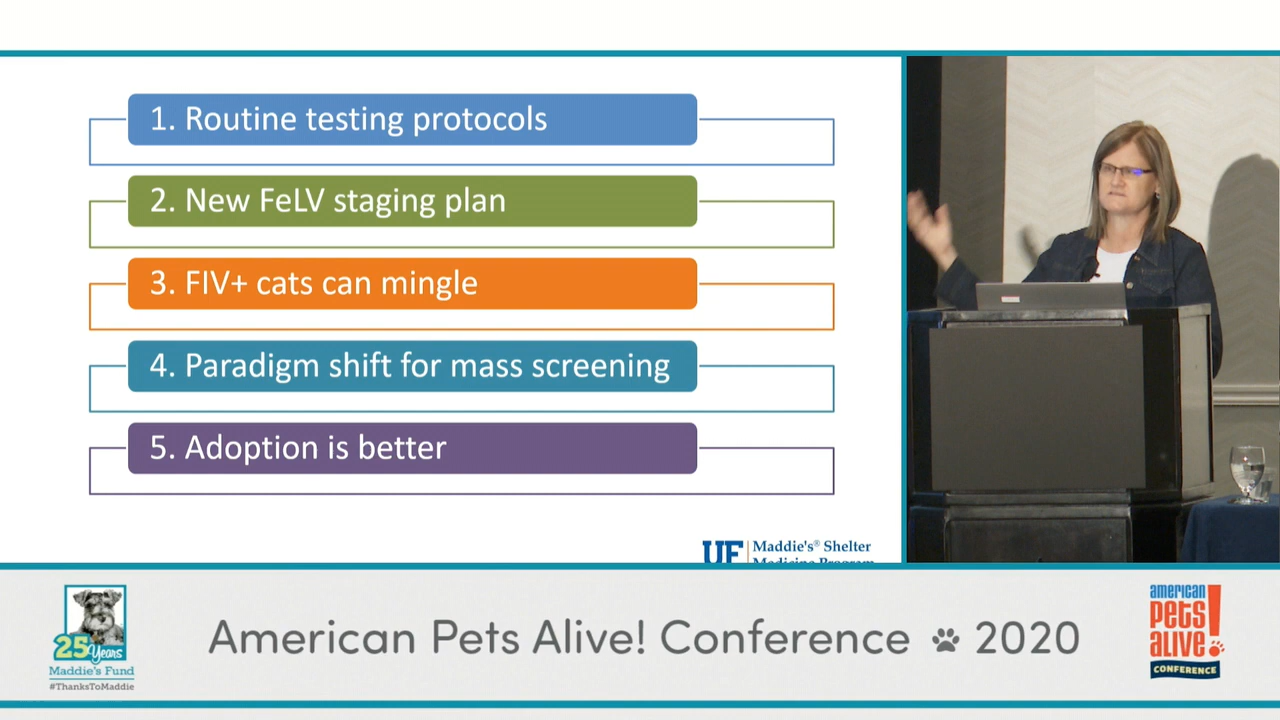 1. Routine testing protocols
2. New FeLV staging plan
3. FIV+ cats can mingle
4. Paradigm shift for mass screening
5. Adoption is better
UF Maddie's® Shelter
Medicine Program
25 Years
Maddie's Fund
#ThanksToMaddie
American Pets Alive! Conference 2020
american
pets
alive!
CONFERENCE